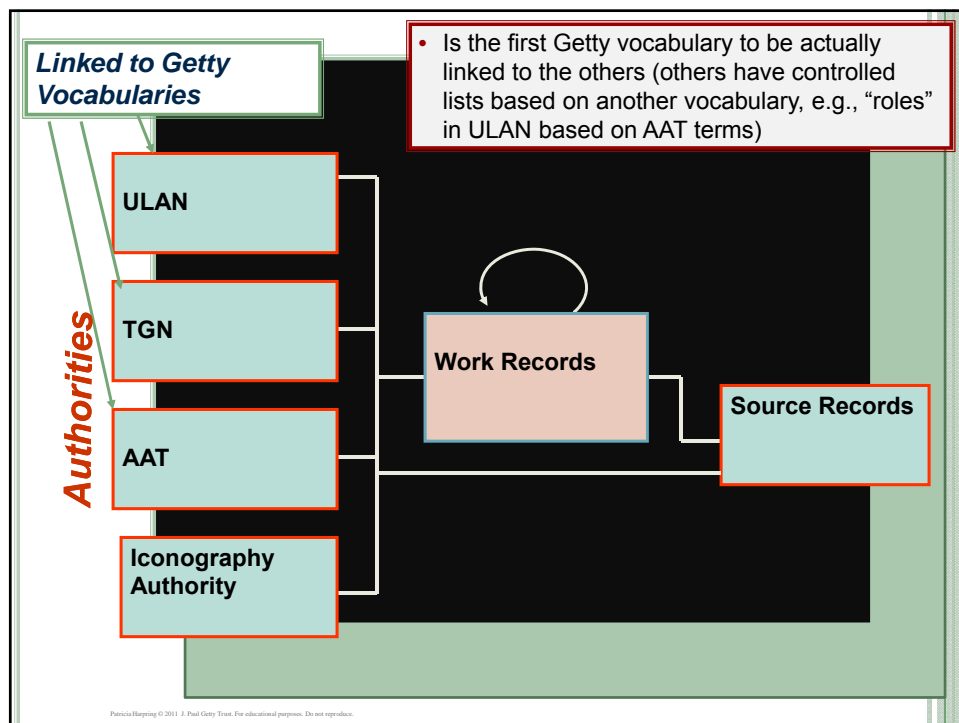 Linked to Getty
Vocabularies
• Is the first Getty vocabulary to be actually
linked to the others (others have controlled
lists based on another vocabulary, e.g., “roles”
in ULAN based on AAT terms)
Authorities
ULAN
TGN
AAT
Iconography
Authority
Work Records
Source Records
Patricia Harpring © 2011 J. Paul Getty Trust. For educational purposes. Do not reproduce.